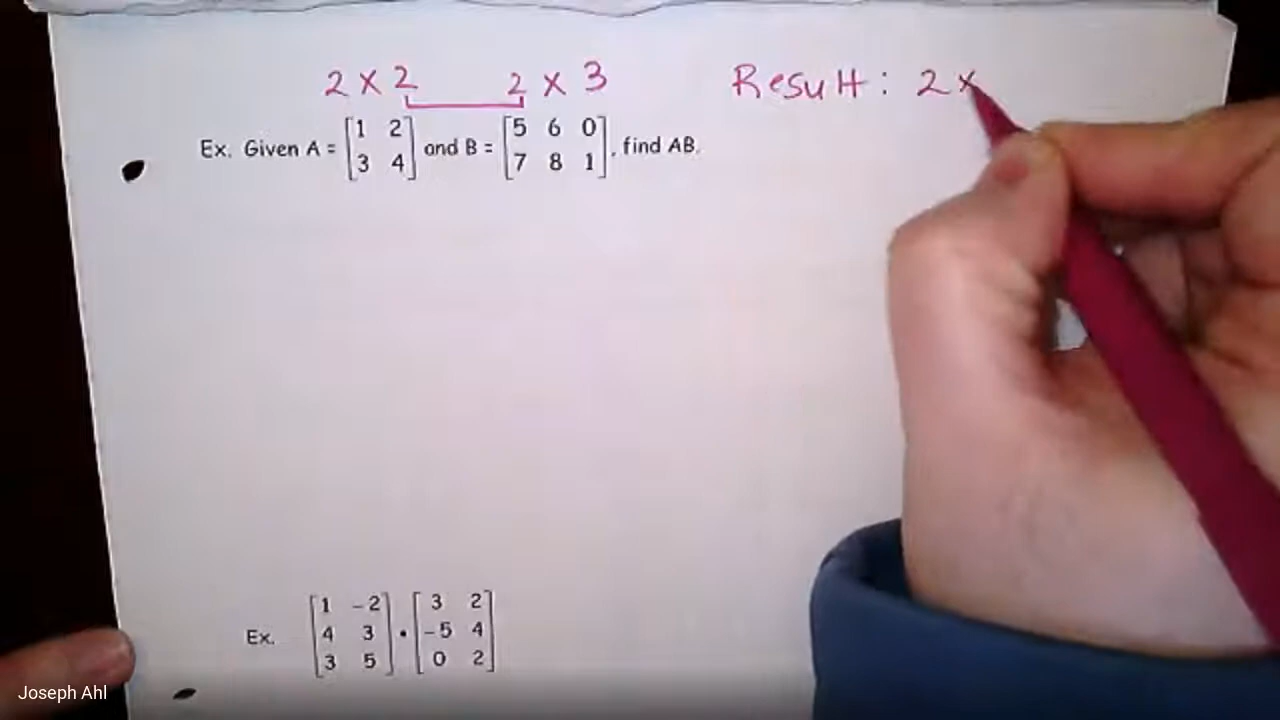 2 x 2 2 x 3 Result: 2 x
Ex. Given A = [1 2 and B = [5 6 0], find AB.
3 4] 7 8 1]
Ex. [1 -2] • [3 2]
4 3 -5 4
3 5 0 2
Joseph Ahl